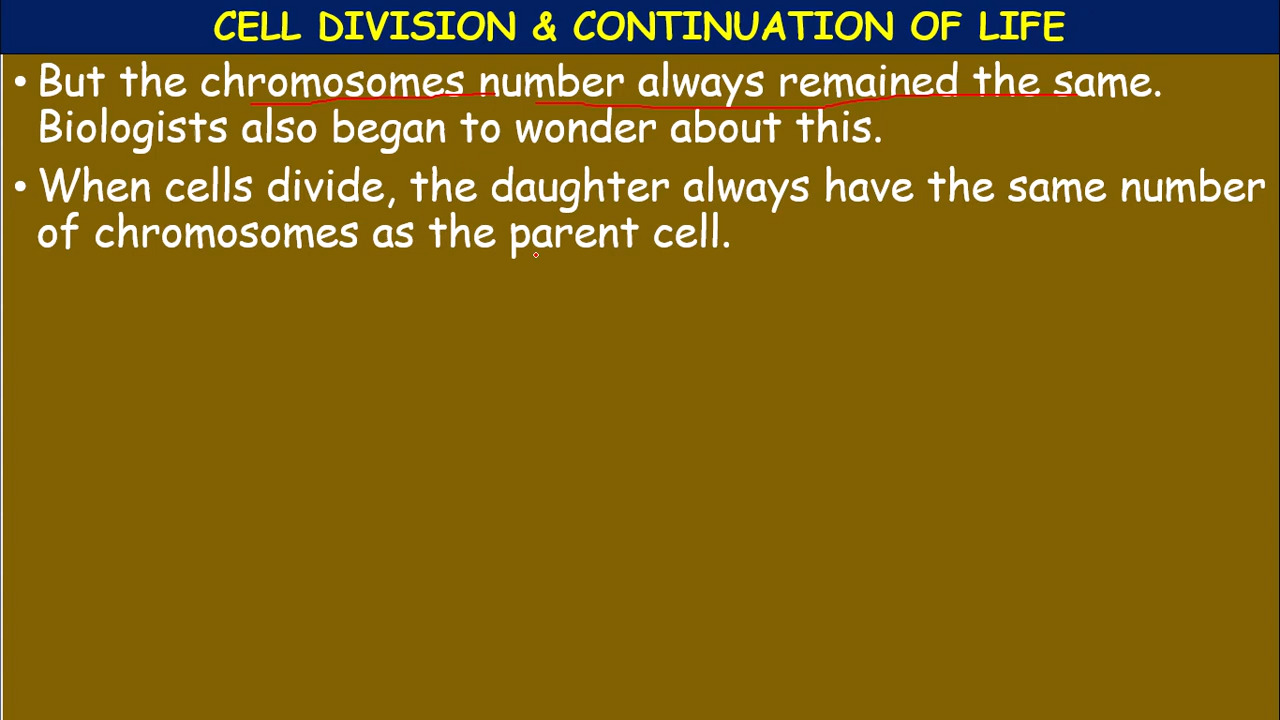 CELL DIVISION & CONTINUATION OF LIFE
• But the chromosomes number always remained the same.
Biologists also began to wonder about this.
• When cells divide, the daughter always have the same number
of chromosomes as the parent cell.